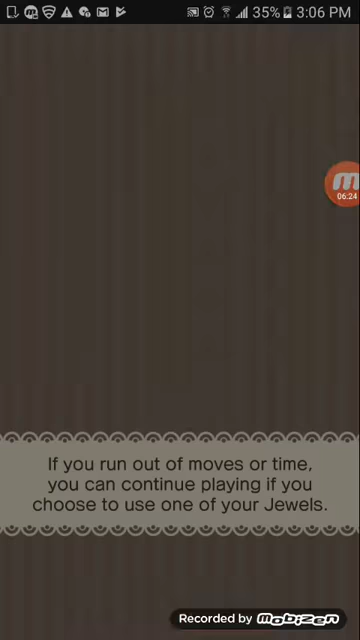 35% 3:06 PM
06:24
If you run out of moves or time,
you can continue playing if you
choose to use one of your Jewels.
Recorded by Mobizen